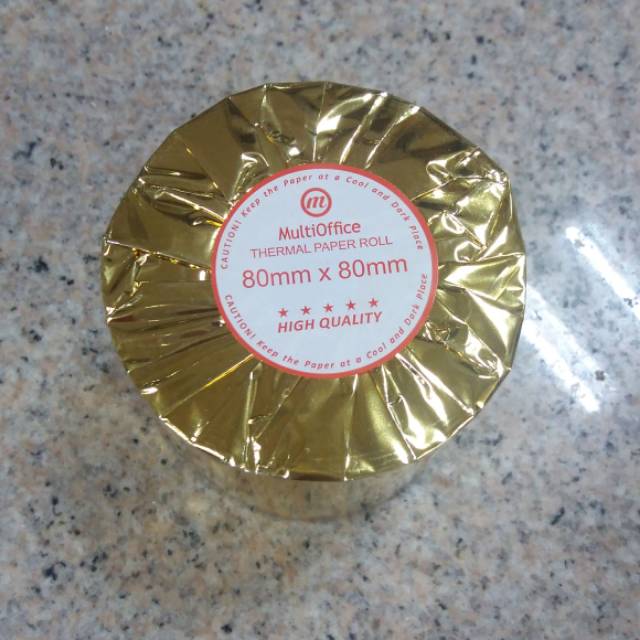 CAUTION! Keep the Paper at a Cool and Dark Place
m
MultiOffice
THERMAL PAPER ROLL
80mm x 80mm
★ ★ ★ ★ ★
HIGH QUALITY
CAUTION! Keep the Paper at a Cool and Dark Place